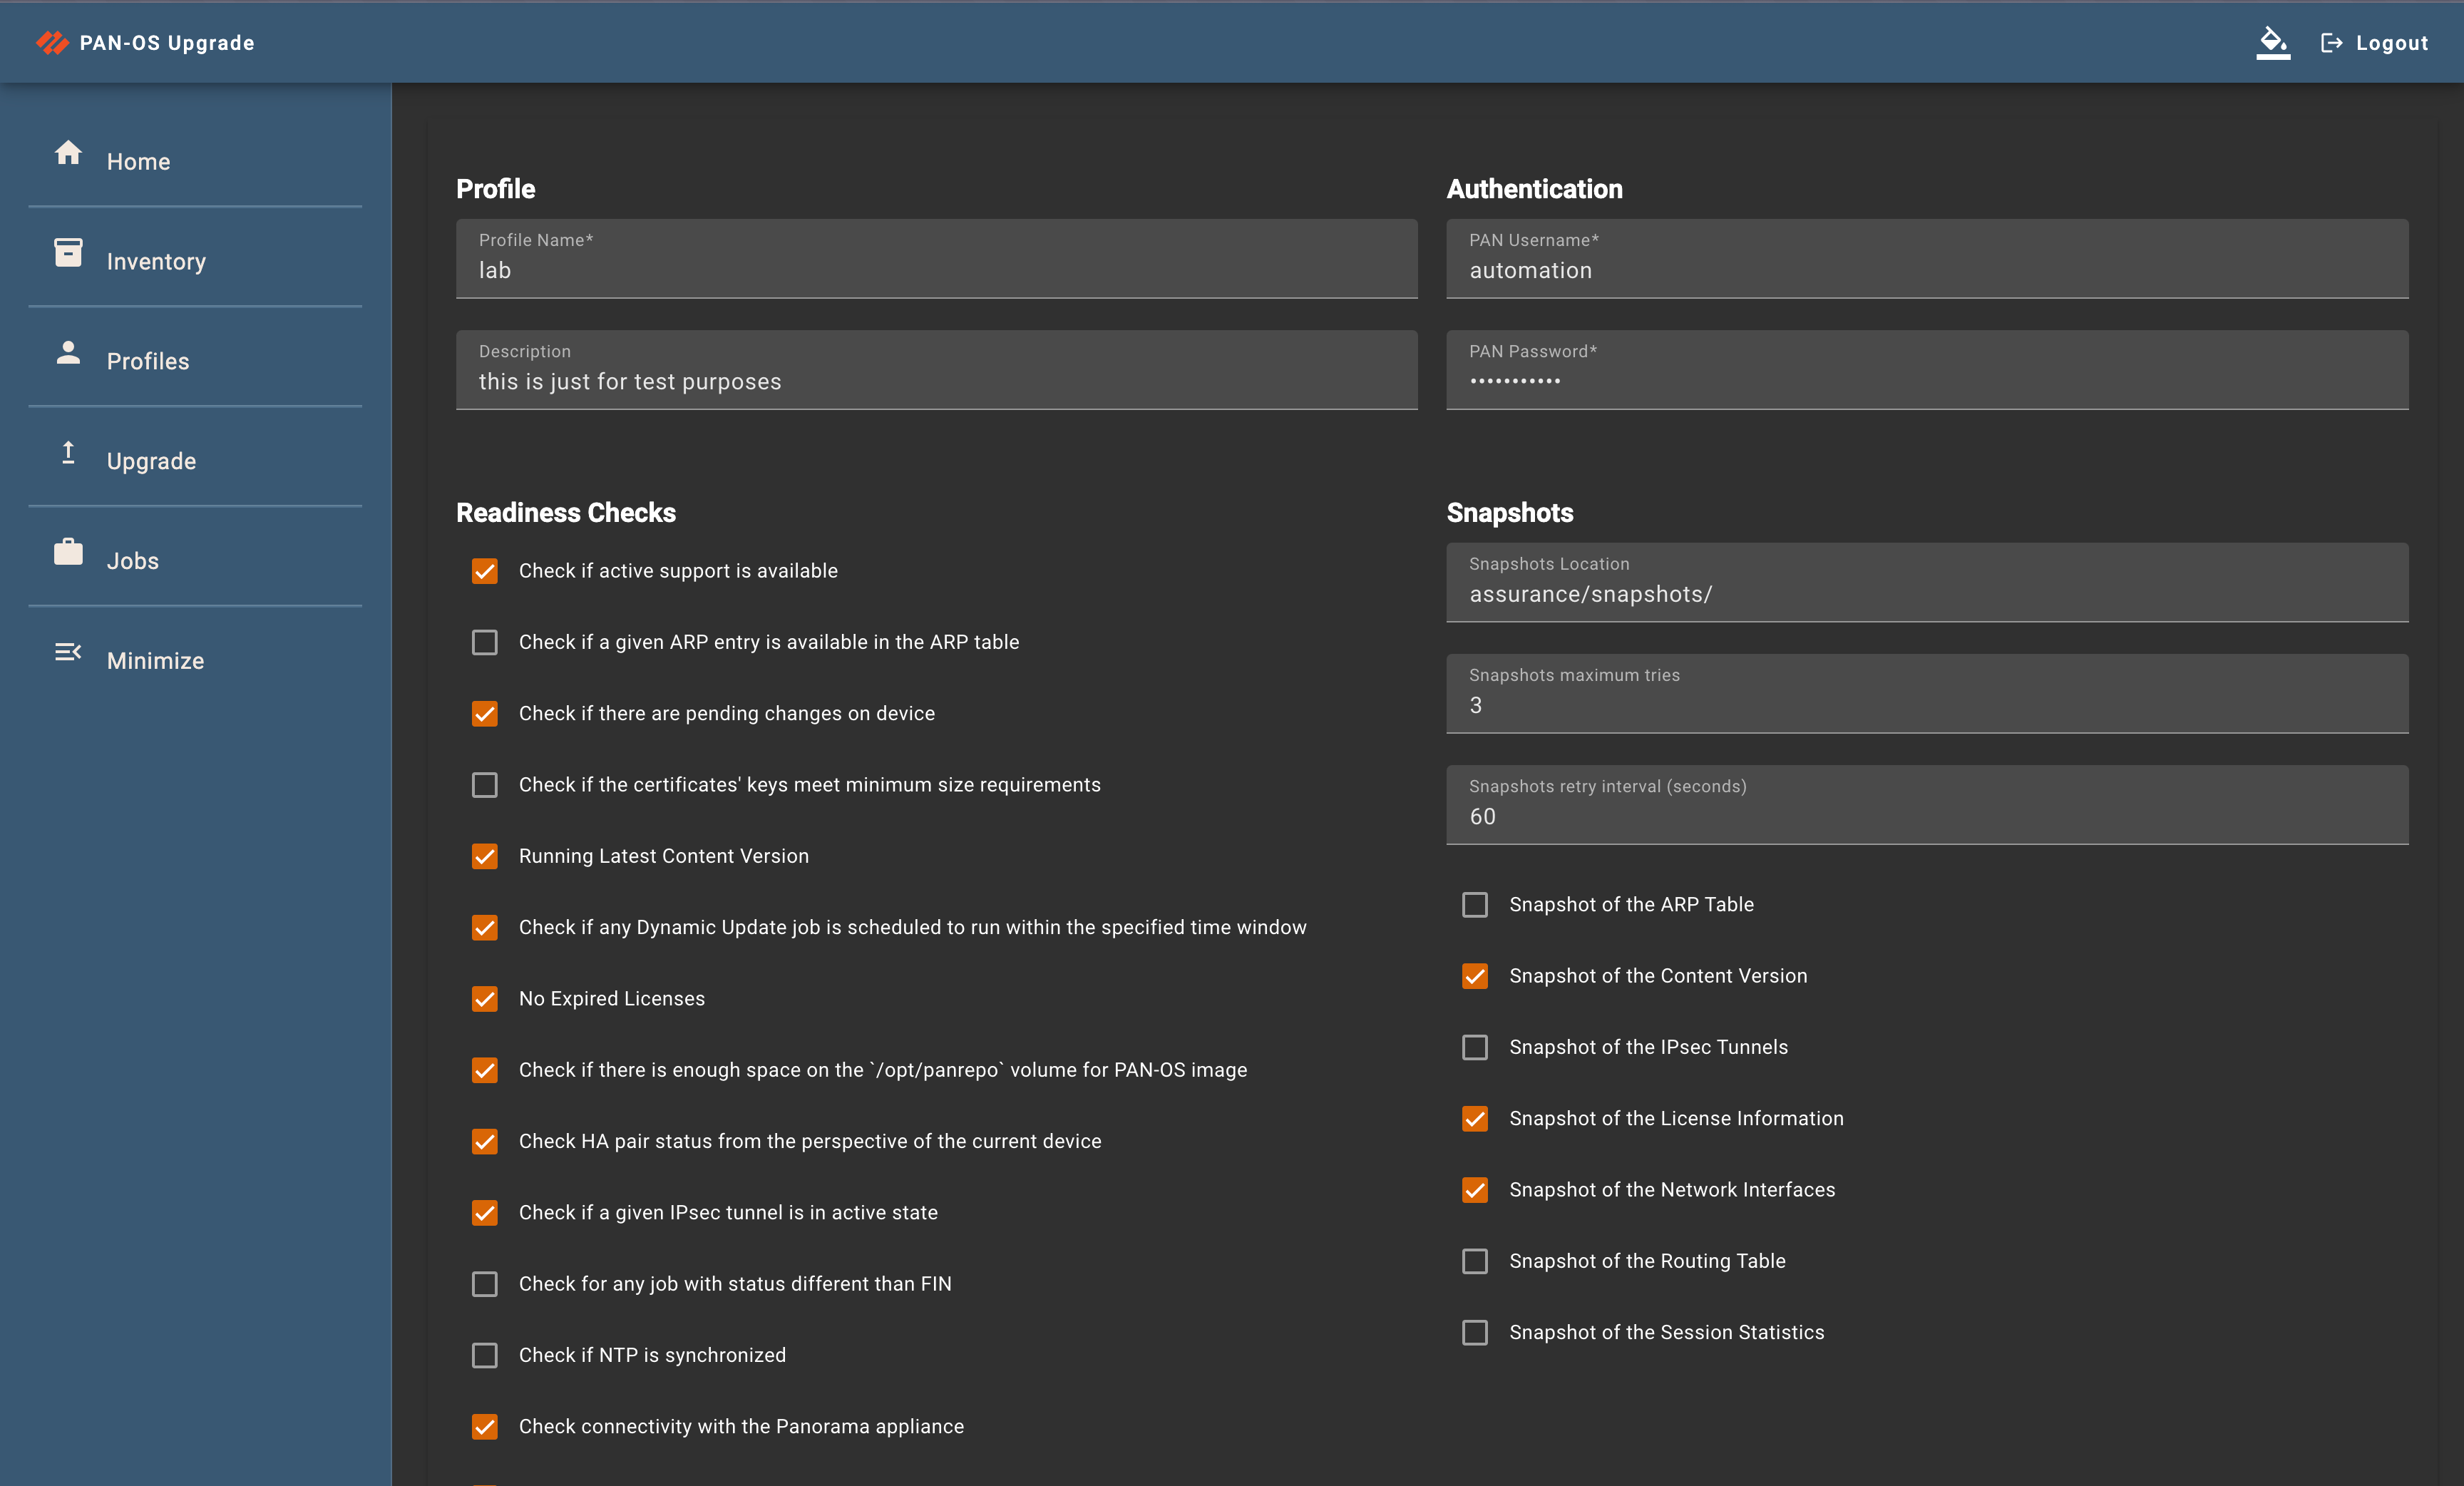 PAN-OS Upgrade
Logout
Home
Inventory
Profiles
Upgrade
Jobs
Minimize
Profile
Profile Name*
lab
Description
this is just for test purposes
Authentication
PAN Username*
automation
PAN Password*
•••••••••••
Readiness Checks
Check if active support is available
Check if a given ARP entry is available in the ARP table
Check if there are pending changes on device
Check if the certificates' keys meet minimum size requirements
Running Latest Content Version
Check if any Dynamic Update job is scheduled to run within the specified time window
No Expired Licenses
Check if there is enough space on the `/opt/panrepo` volume for PAN-OS image
Check HA pair status from the perspective of the current device
Check if a given IPsec tunnel is in active state
Check for any job with status different than FIN
Check if NTP is synchronized
Check connectivity with the Panorama appliance
Snapshots
Snapshots Location
assurance/snapshots/
Snapshots maximum tries
3
Snapshots retry interval (seconds)
60
Snapshot of the ARP Table
Snapshot of the Content Version
Snapshot of the IPsec Tunnels
Snapshot of the License Information
Snapshot of the Network Interfaces
Snapshot of the Routing Table
Snapshot of the Session Statistics